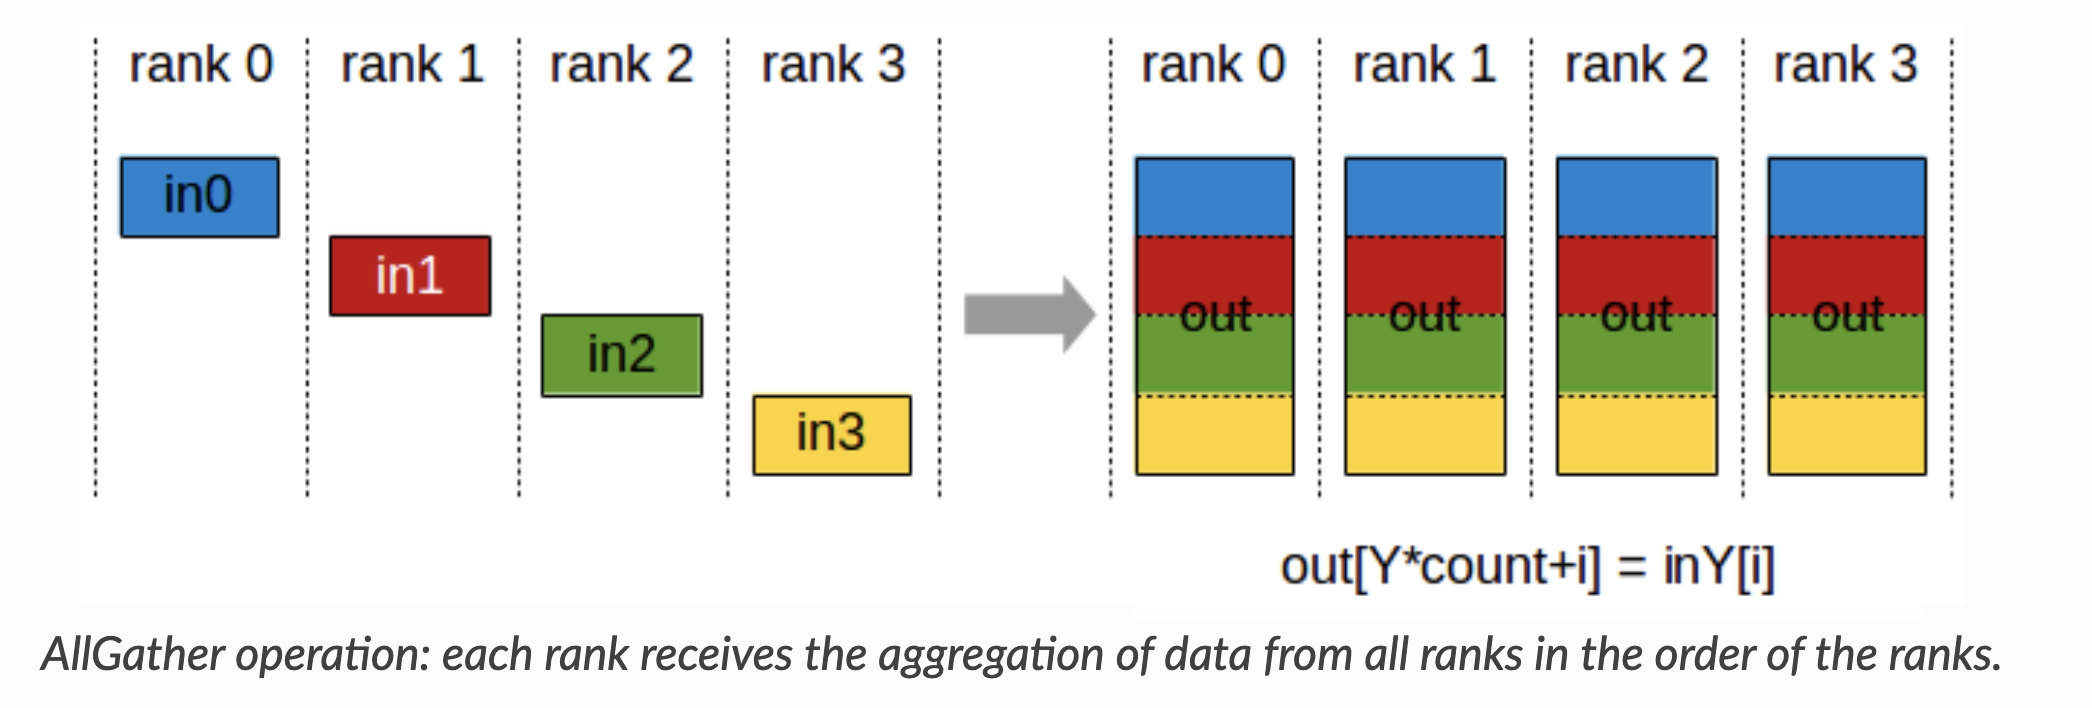 rank 0 rank 1 rank 2 rank 3 rank 0 rank 1 rank 2 rank 3
in0
in1
out out out out
in2
in3
out[Y*count+i] = inY[i]
AllGather operation: each rank receives the aggregation of data from all ranks in the order of the ranks.